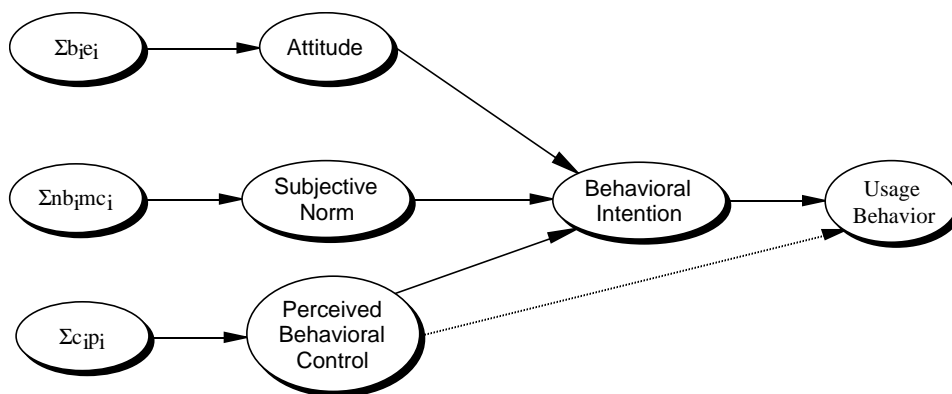 Σbᵢeᵢ
Attitude
Σnbᵢmcᵢ
Subjective
Norm
Behavioral
Intention
Usage
Behavior
Σcᵢpᵢ
Perceived
Behavioral
Control